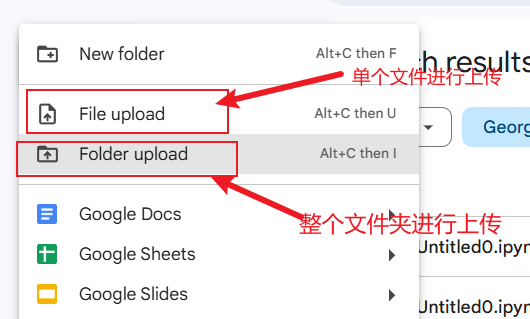 New folder
Alt+C then F
ch results
单个文件进行上传
File upload
Alt+C then U
Georg
Folder upload
Alt+C then I
Google Docs
整个文件夹进行上传
Untitled0.ipyn
Google Sheets
Google Slides
Untitled0.ipyn